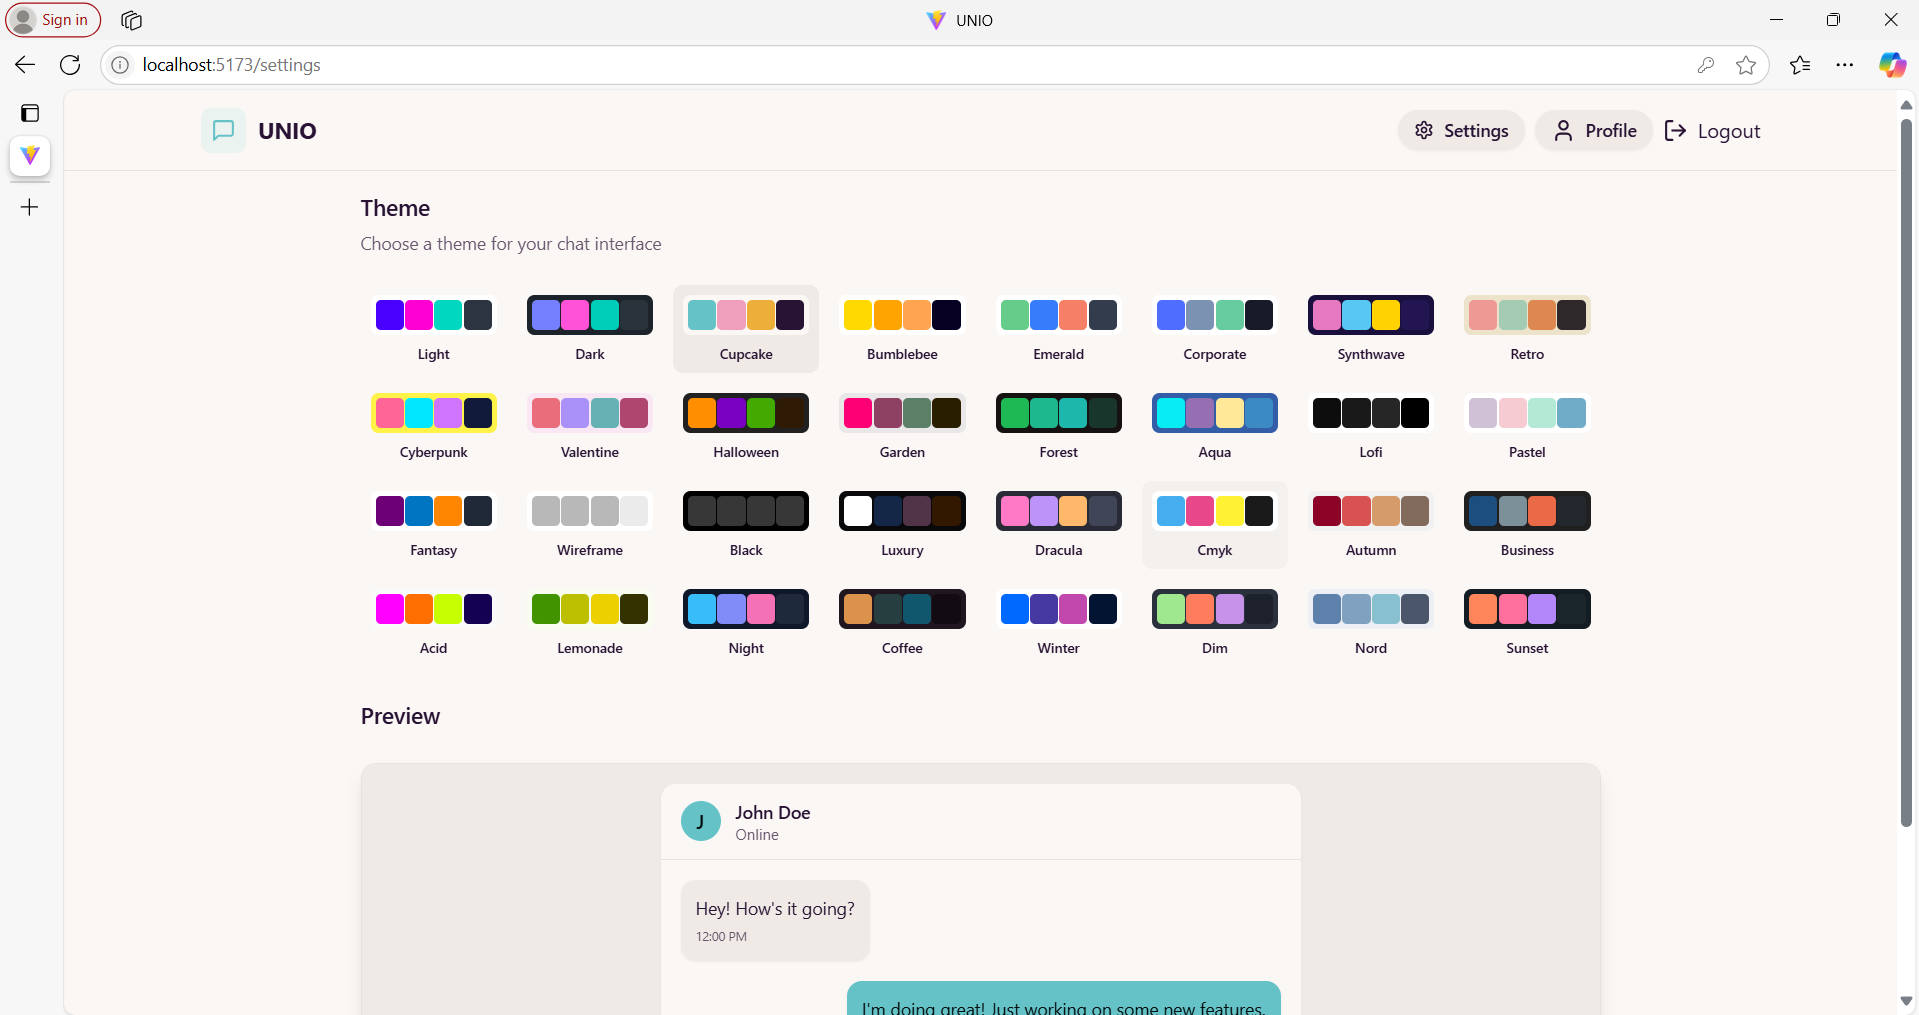 Sign in
UNIO
localhost:5173/settings
UNIO
Settings
Profile
Logout
Theme
Choose a theme for your chat interface
Light Dark Cupcake Bumblebee Emerald Corporate Synthwave Retro
Cyberpunk Valentine Halloween Garden Forest Aqua Lofi Pastel
Fantasy Wireframe Black Luxury Dracula Cmyk Autumn Business
Acid Lemonade Night Coffee Winter Dim Nord Sunset
Preview
J
John Doe
Online
Hey! How's it going?
12:00 PM
I'm doing great! Just working on some new features.